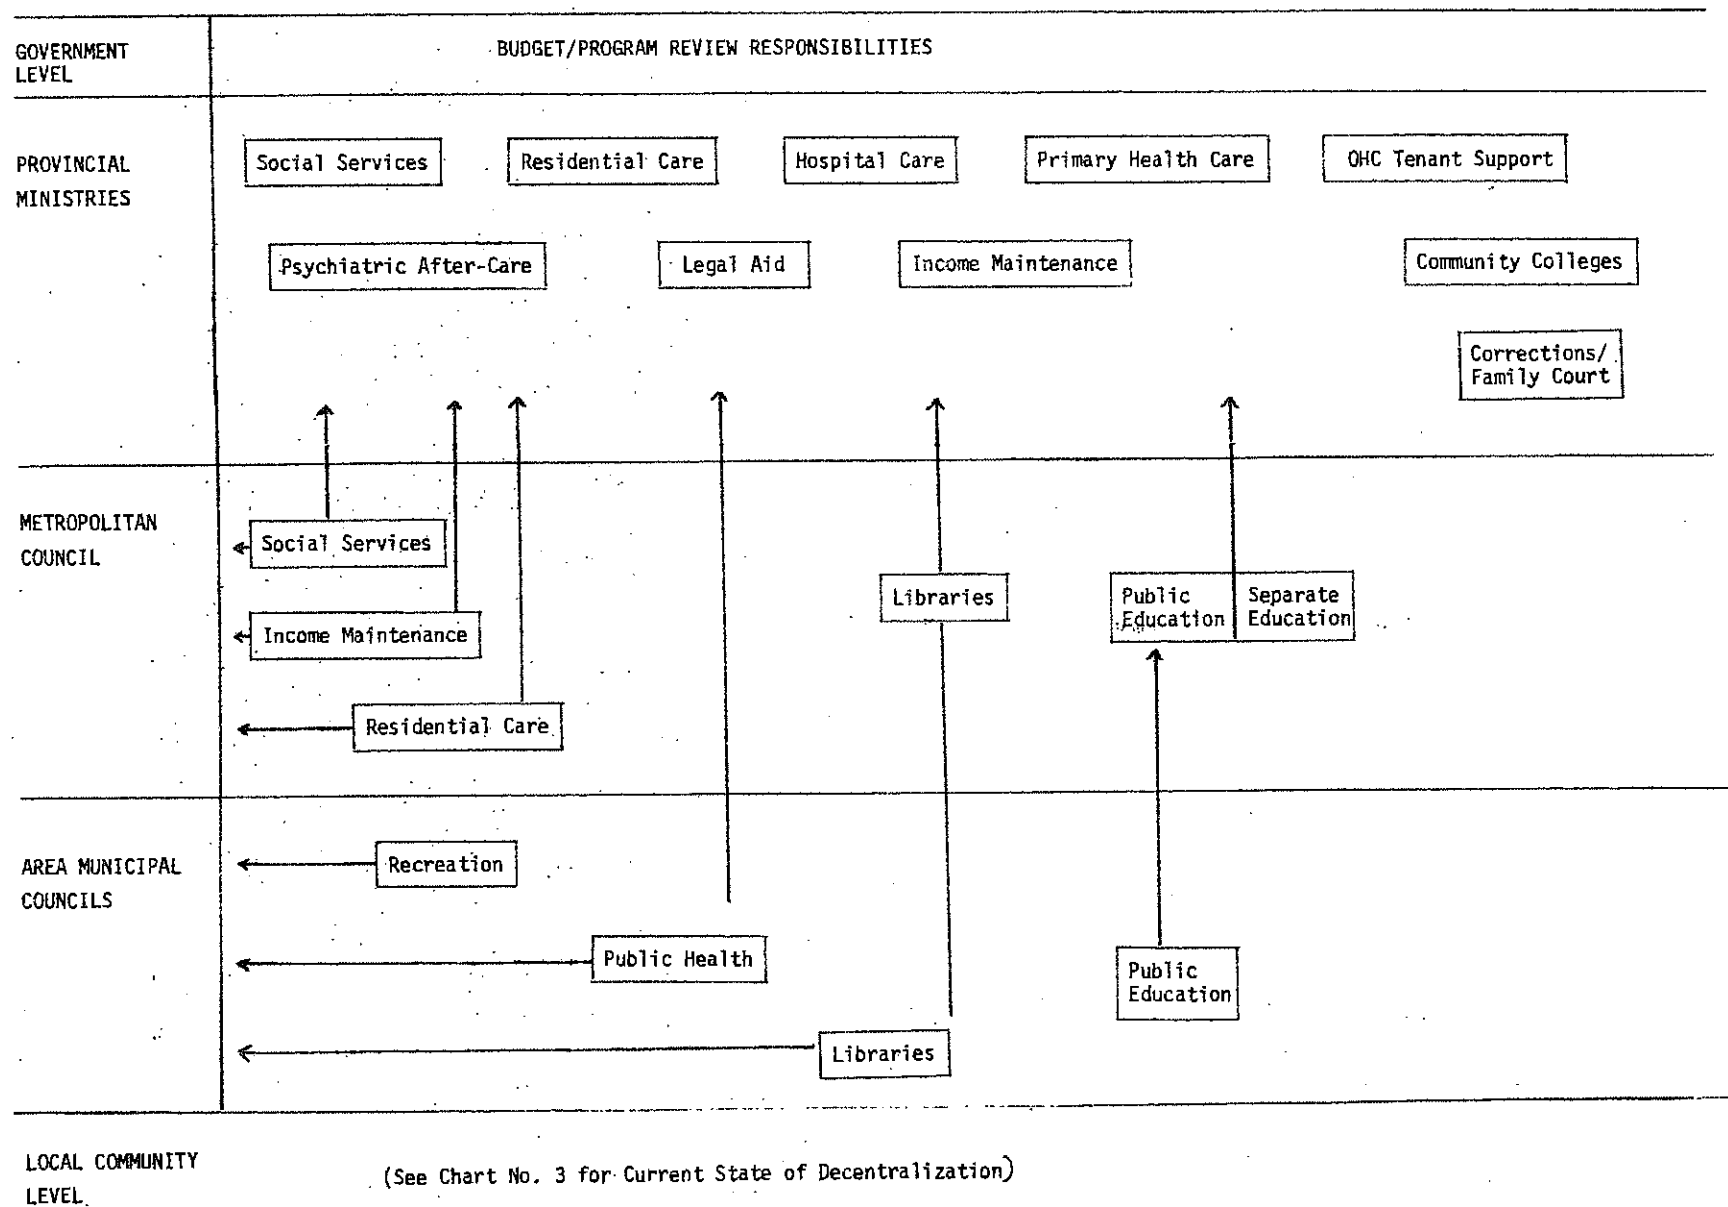 GOVERNMENT
LEVEL
BUDGET/PROGRAM REVIEW RESPONSIBILITIES
PROVINCIAL
MINISTRIES
Social Services
Residential Care
Hospital Care
Primary Health Care
OHC Tenant Support
Psychiatric After-Care
Legal Aid
Income Maintenance
Community Colleges
Corrections/
Family Court
METROPOLITAN
COUNCIL
Social Services
Income Maintenance
Residential Care
Libraries
Public
Education
Separate
Education
AREA MUNICIPAL
COUNCILS
Recreation
Public Health
Libraries
Public
Education
LOCAL COMMUNITY
LEVEL
(See Chart No. 3 for Current State of Decentralization)